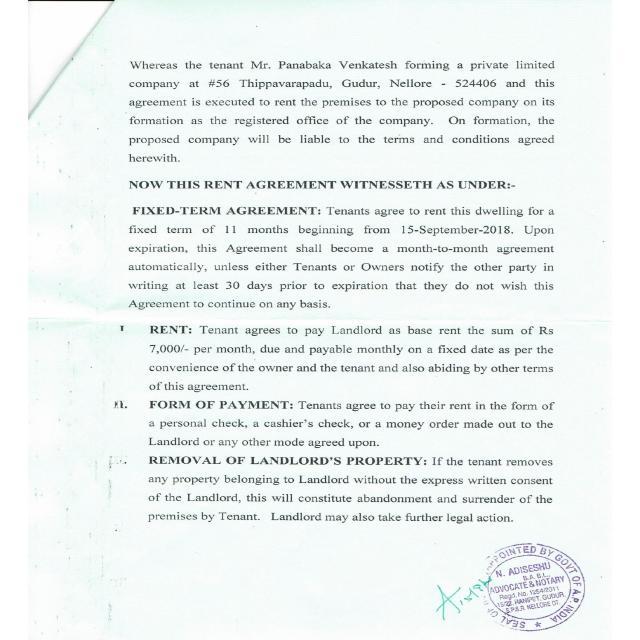 Whereas the tenant Mr. Panabaka Venkatesh forming a private limited
company at #56 Thippavarapadu, Gudur, Nellore - 524406 and this
agreement is executed to rent the premises to the proposed company on its
formation as the registered office of the company. On formation, the
proposed company will be liable to the terms and conditions agreed
herewith.
NOW THIS RENT AGREEMENT WITNESSETH AS UNDER:-
FIXED-TERM AGREEMENT: Tenants agree to rent this dwelling for a
fixed term of 11 months beginning from 15-September-2018. Upon
expiration, this Agreement shall become a month-to-month agreement
automatically, unless either Tenants or Owners notify the other party in
writing at least 30 days prior to expiration that they do not wish this
Agreement to continue on any basis.
I. RENT: Tenant agrees to pay Landlord as base rent the sum of Rs
7,000/- per month, due and payable monthly on a fixed date as per the
convenience of the owner and the tenant and also abiding by other terms
of this agreement.
II. FORM OF PAYMENT: Tenants agree to pay their rent in the form of
a personal check, a cashier's check, or a money order made out to the
Landlord or any other mode agreed upon.
REMOVAL OF LANDLORD'S PROPERTY: If the tenant removes
any property belonging to Landlord without the express written consent
of the Landlord, this will constitute abandonment and surrender of the
premises by Tenant. Landlord may also take further legal action.
APPOINTED BY GOVT OF A.P. INDIA
N. ADISESHU
B.A. B.L.
ADVOCATE & NOTARY
Regd. No. 1254/2011
HANIPET, GUDUR,
S.P.S.R. NELLORE DT.
SEAL OF